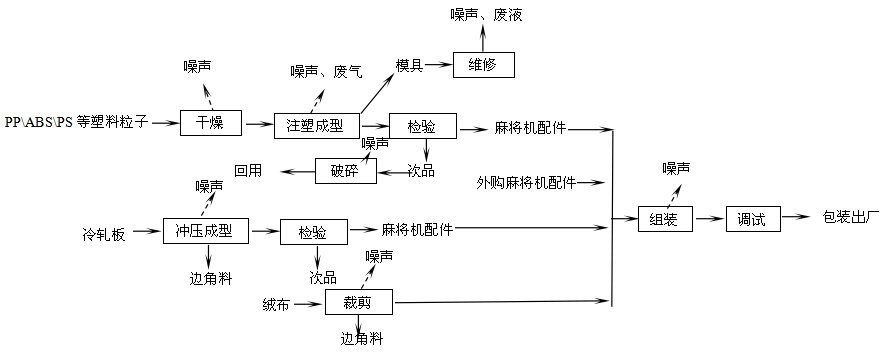 噪声、废液
噪声
噪声、废气
模具
维修
PP\ABS\PS 等塑料粒子
干燥
注塑成型
检验
麻将机配件
噪声
回用
破碎
次品
外购麻将机配件
噪声
噪声
冷轧板
冲压成型
检验
麻将机配件
组装
调试
包装出厂
边角料
次品
噪声
绒布
裁剪
边角料